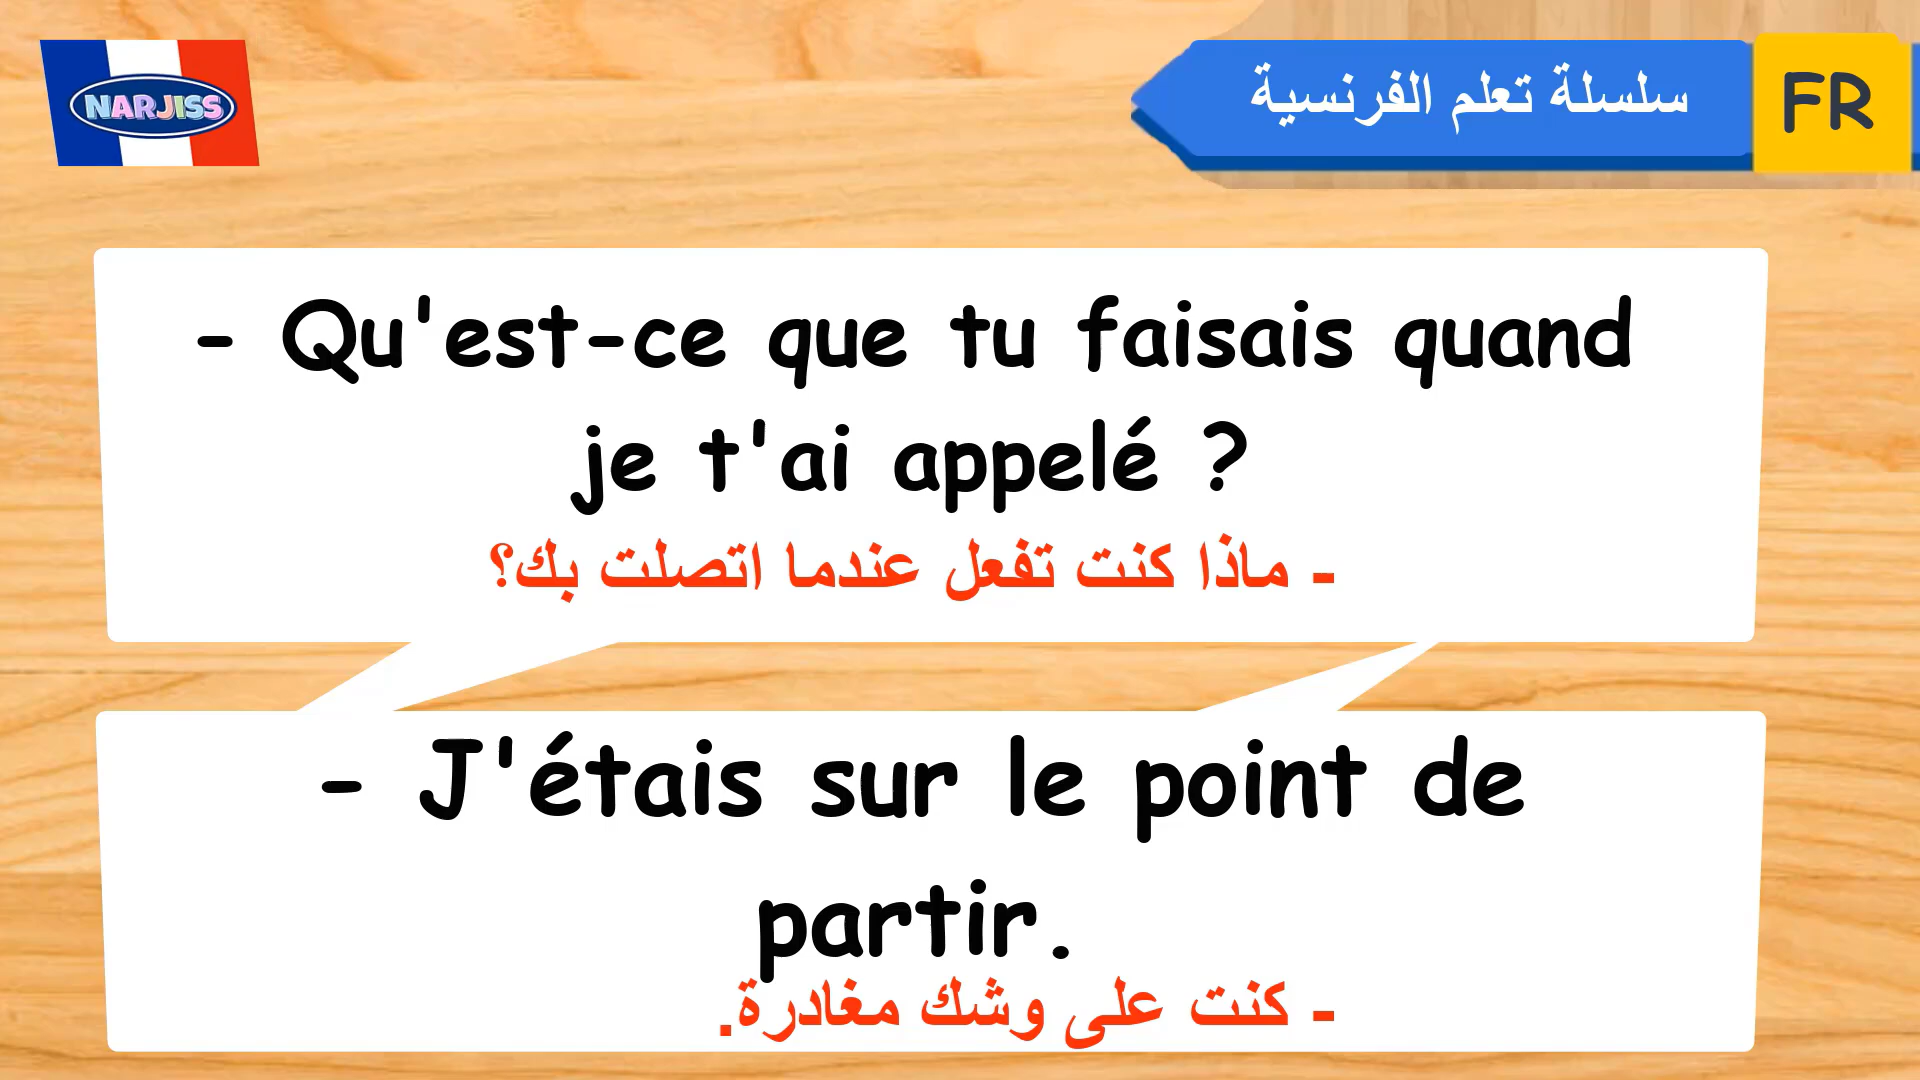 NARJISS
سلسلة تعلم الفرنسية
FR
- Qu'est-ce que tu faisais quand
je t'ai appelé ?
- ماذا كنت تفعل عندما اتصلت بك؟
- J'étais sur le point de
partir.
- كنت على وشك مغادرة.